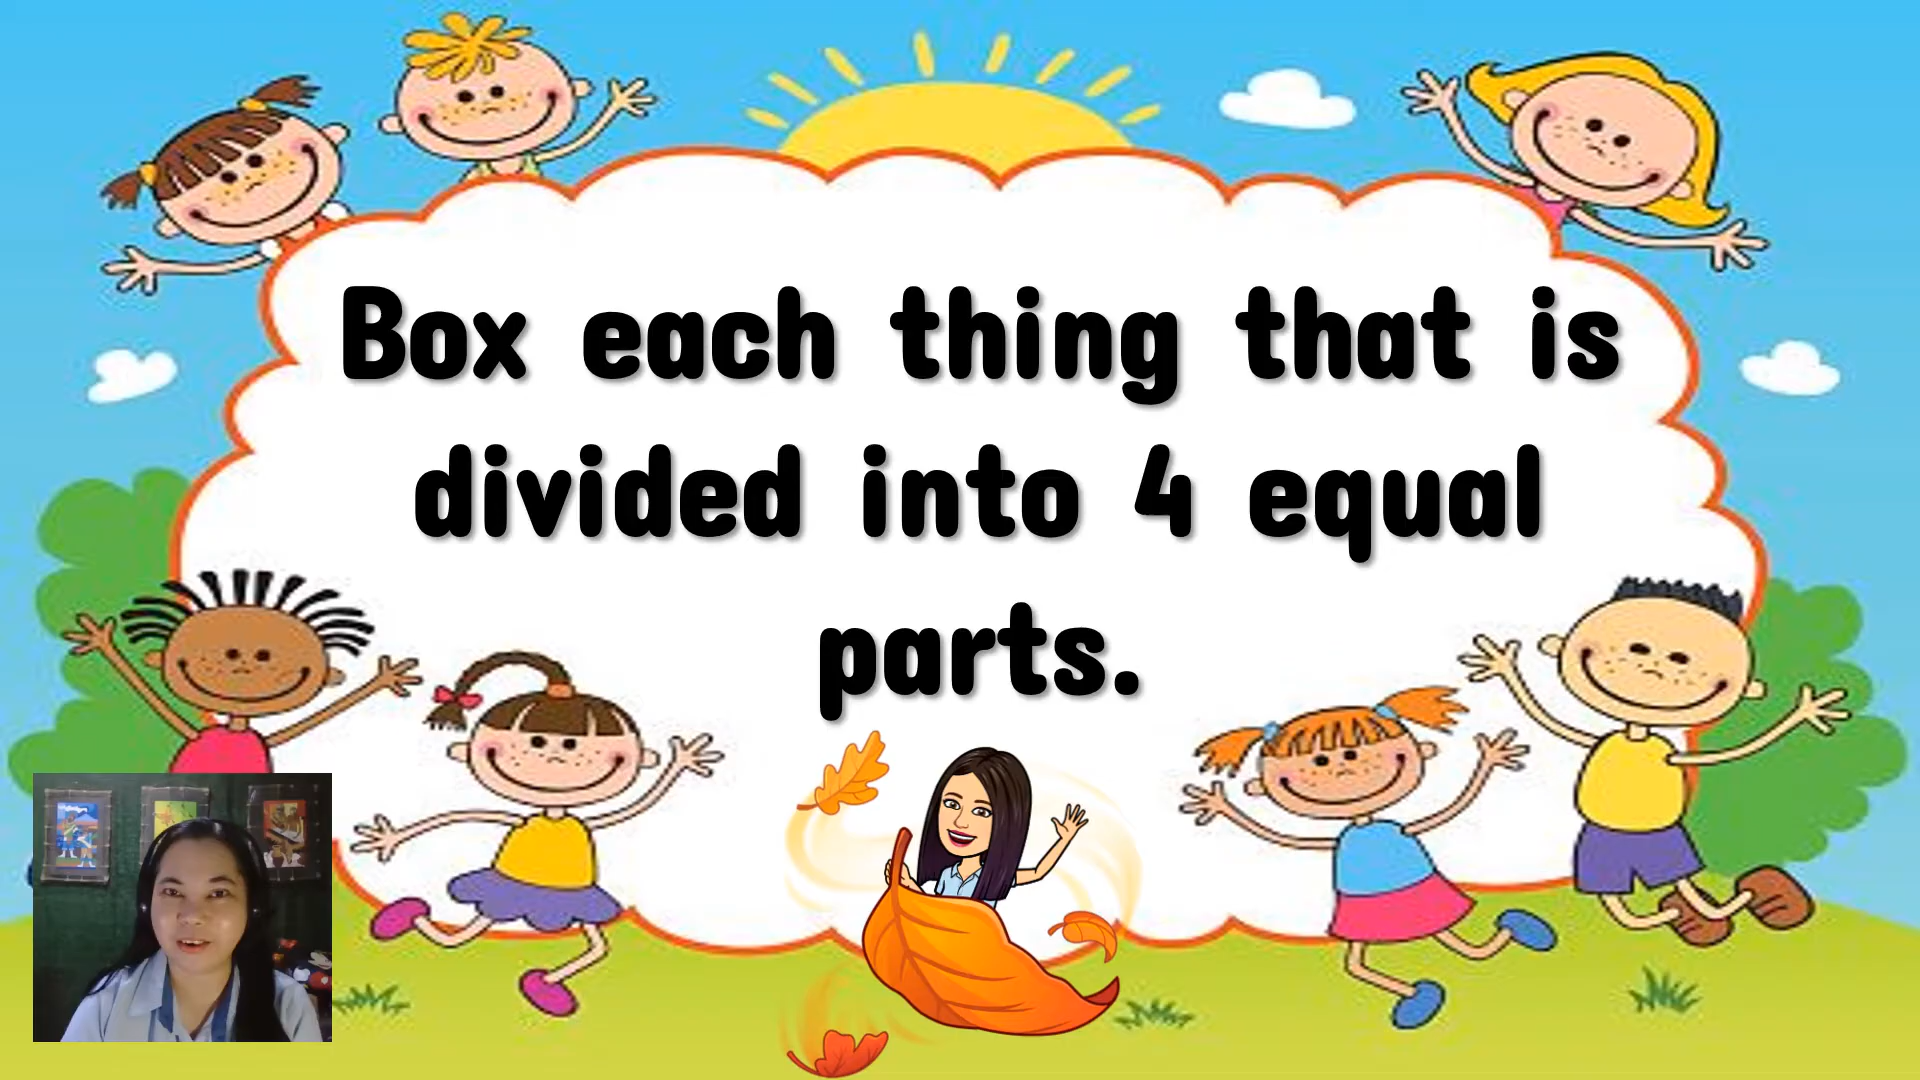 Box each thing that is
divided into 4 equal
parts.